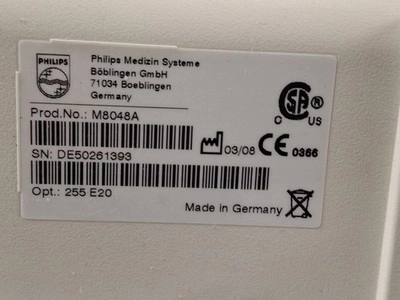 PHILIPS
Philips Medizin Systeme
Böblingen GmbH
71034 Boeblingen
Germany
CSA ®
C US
Prod.No.: M8048A
03/08 CE 0366
SN: DE50261393
Opt.: 255 E20
Made in Germany